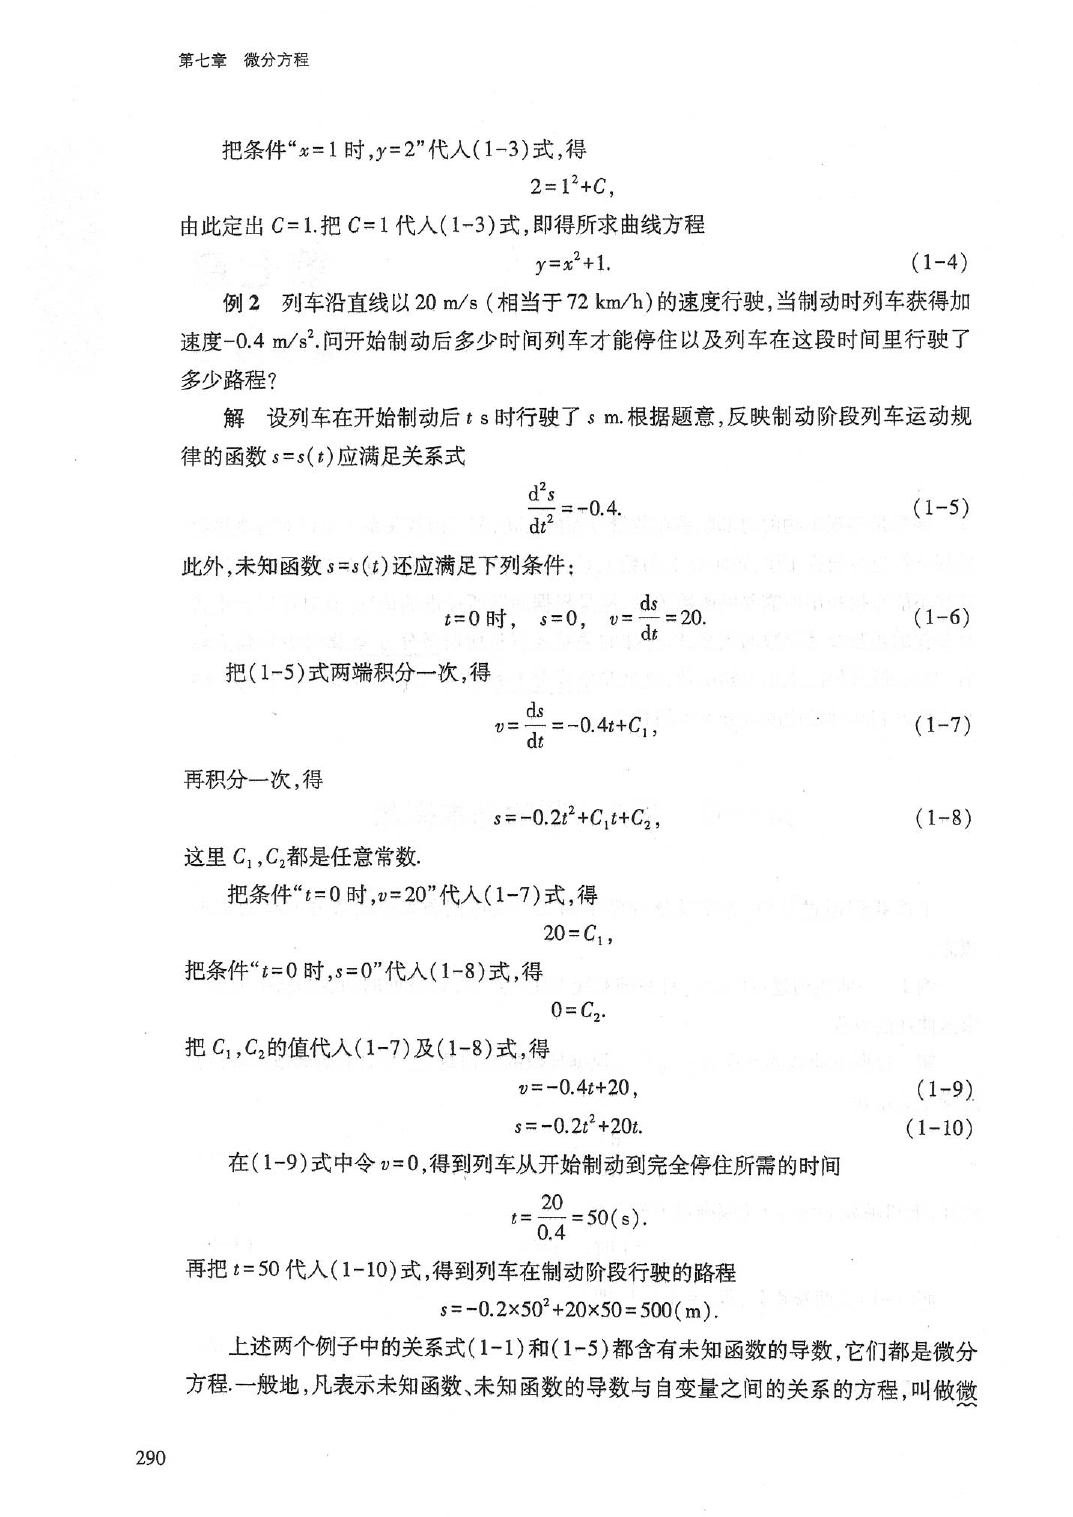 第七章 微分方程
把条件“x=1时,y=2”代入(1-3)式,得
2=1²+C,
由此定出C=1.把C=1代入(1-3)式,即得所求曲线方程
y=x²+1. (1-4)
例2 列车沿直线以20 m/s(相当于72 km/h)的速度行驶,当制动时列车获得加
速度-0.4 m/s².问开始制动后多少时间列车才能停住以及列车在这段时间里行驶了
多少路程?
解 设列车在开始制动后 t s时行驶了 s m.根据题意,反映制动阶段列车运动规
律的函数s=s(t)应满足关系式
d²s/dt²=-0.4. (1-5)
此外,未知函数s=s(t)还应满足下列条件:
t=0时, s=0, v=ds/dt=20. (1-6)
把(1-5)式两端积分一次,得
v=ds/dt=-0.4t+C₁, (1-7)
再积分一次,得
s=-0.2t²+C₁t+C₂, (1-8)
这里C₁,C₂都是任意常数.
把条件“t=0时,v=20”代入(1-7)式,得
20=C₁,
把条件“t=0时,s=0”代入(1-8)式,得
0=C₂.
把C₁,C₂的值代入(1-7)及(1-8)式,得
v=-0.4t+20, (1-9)
s=-0.2t²+20t. (1-10)
在(1-9)式中令v=0,得到列车从开始制动到完全停住所需的时间
t=20/0.4=50(s).
再把t=50代入(1-10)式,得到列车在制动阶段行驶的路程
s=-0.2×50²+20×50=500(m).
上述两个例子中的关系式(1-1)和(1-5)都含有未知函数的导数,它们都是微分
方程.一般地,凡表示未知函数、未知函数的导数与自变量之间的关系的方程,叫做微
290